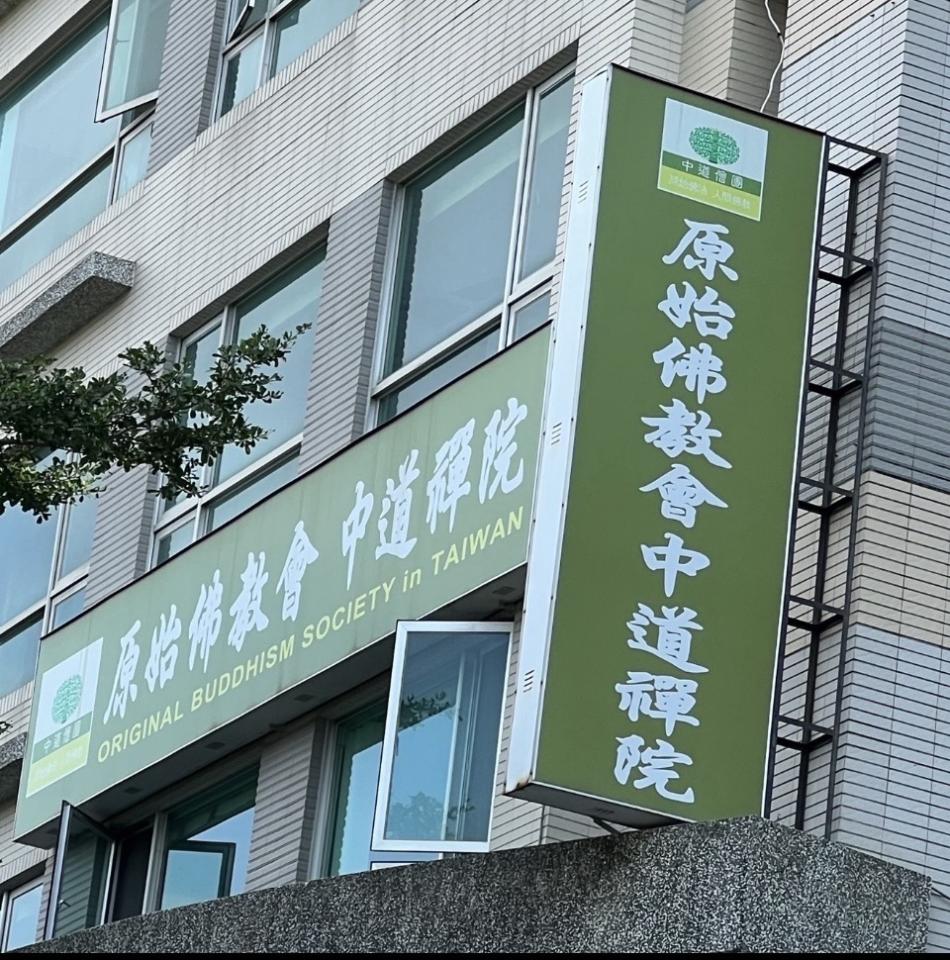 原始佛教會 中道禪院
ORIGINAL BUDDHISM SOCIETY in TAIWAN
中道僧團
中道僧團
原始佛教會中道禪院